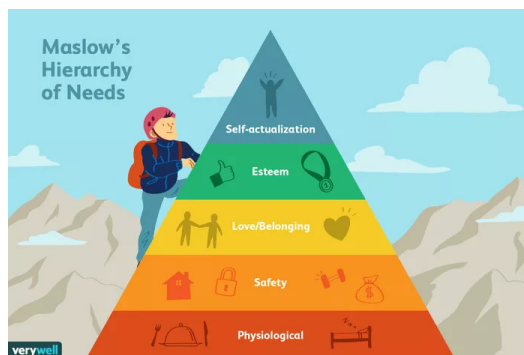 Maslow's
Hierarchy
of Needs
Self-actualization
Esteem
Love/Belonging
Safety
$
Physiological
verywell